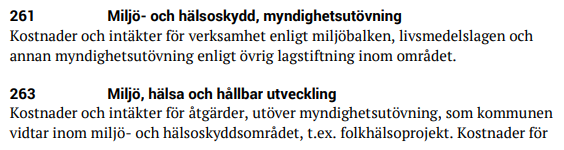 261 Miljö- och hälsoskydd, myndighetsutövning
Kostnader och intäkter för verksamhet enligt miljöbalken, livsmedelslagen och
annan myndighetsutövning enligt övrig lagstiftning inom området.
263 Miljö, hälsa och hållbar utveckling
Kostnader och intäkter för åtgärder, utöver myndighetsutövning, som kommunen
vidtar inom miljö- och hälsoskyddsområdet, t.ex. folkhälsoprojekt. Kostnader för